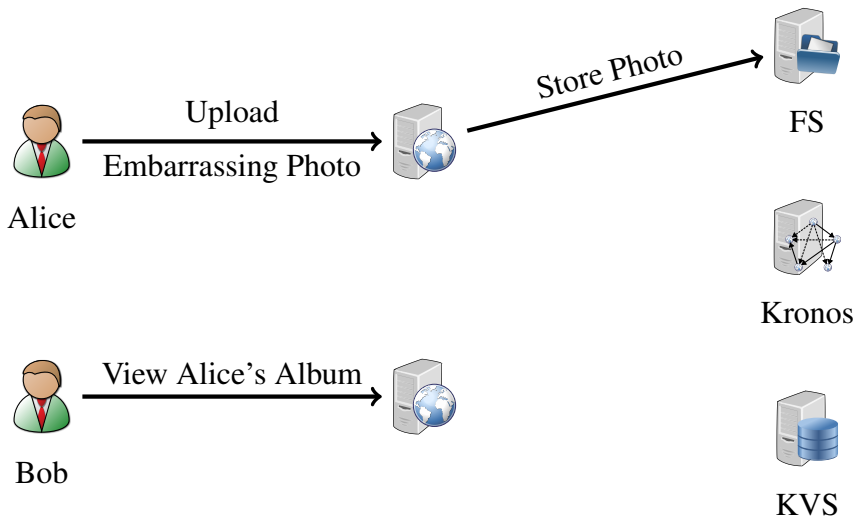 Store Photo
FS
Upload
Embarrassing Photo
Alice
Kronos
View Alice's Album
Bob
KVS